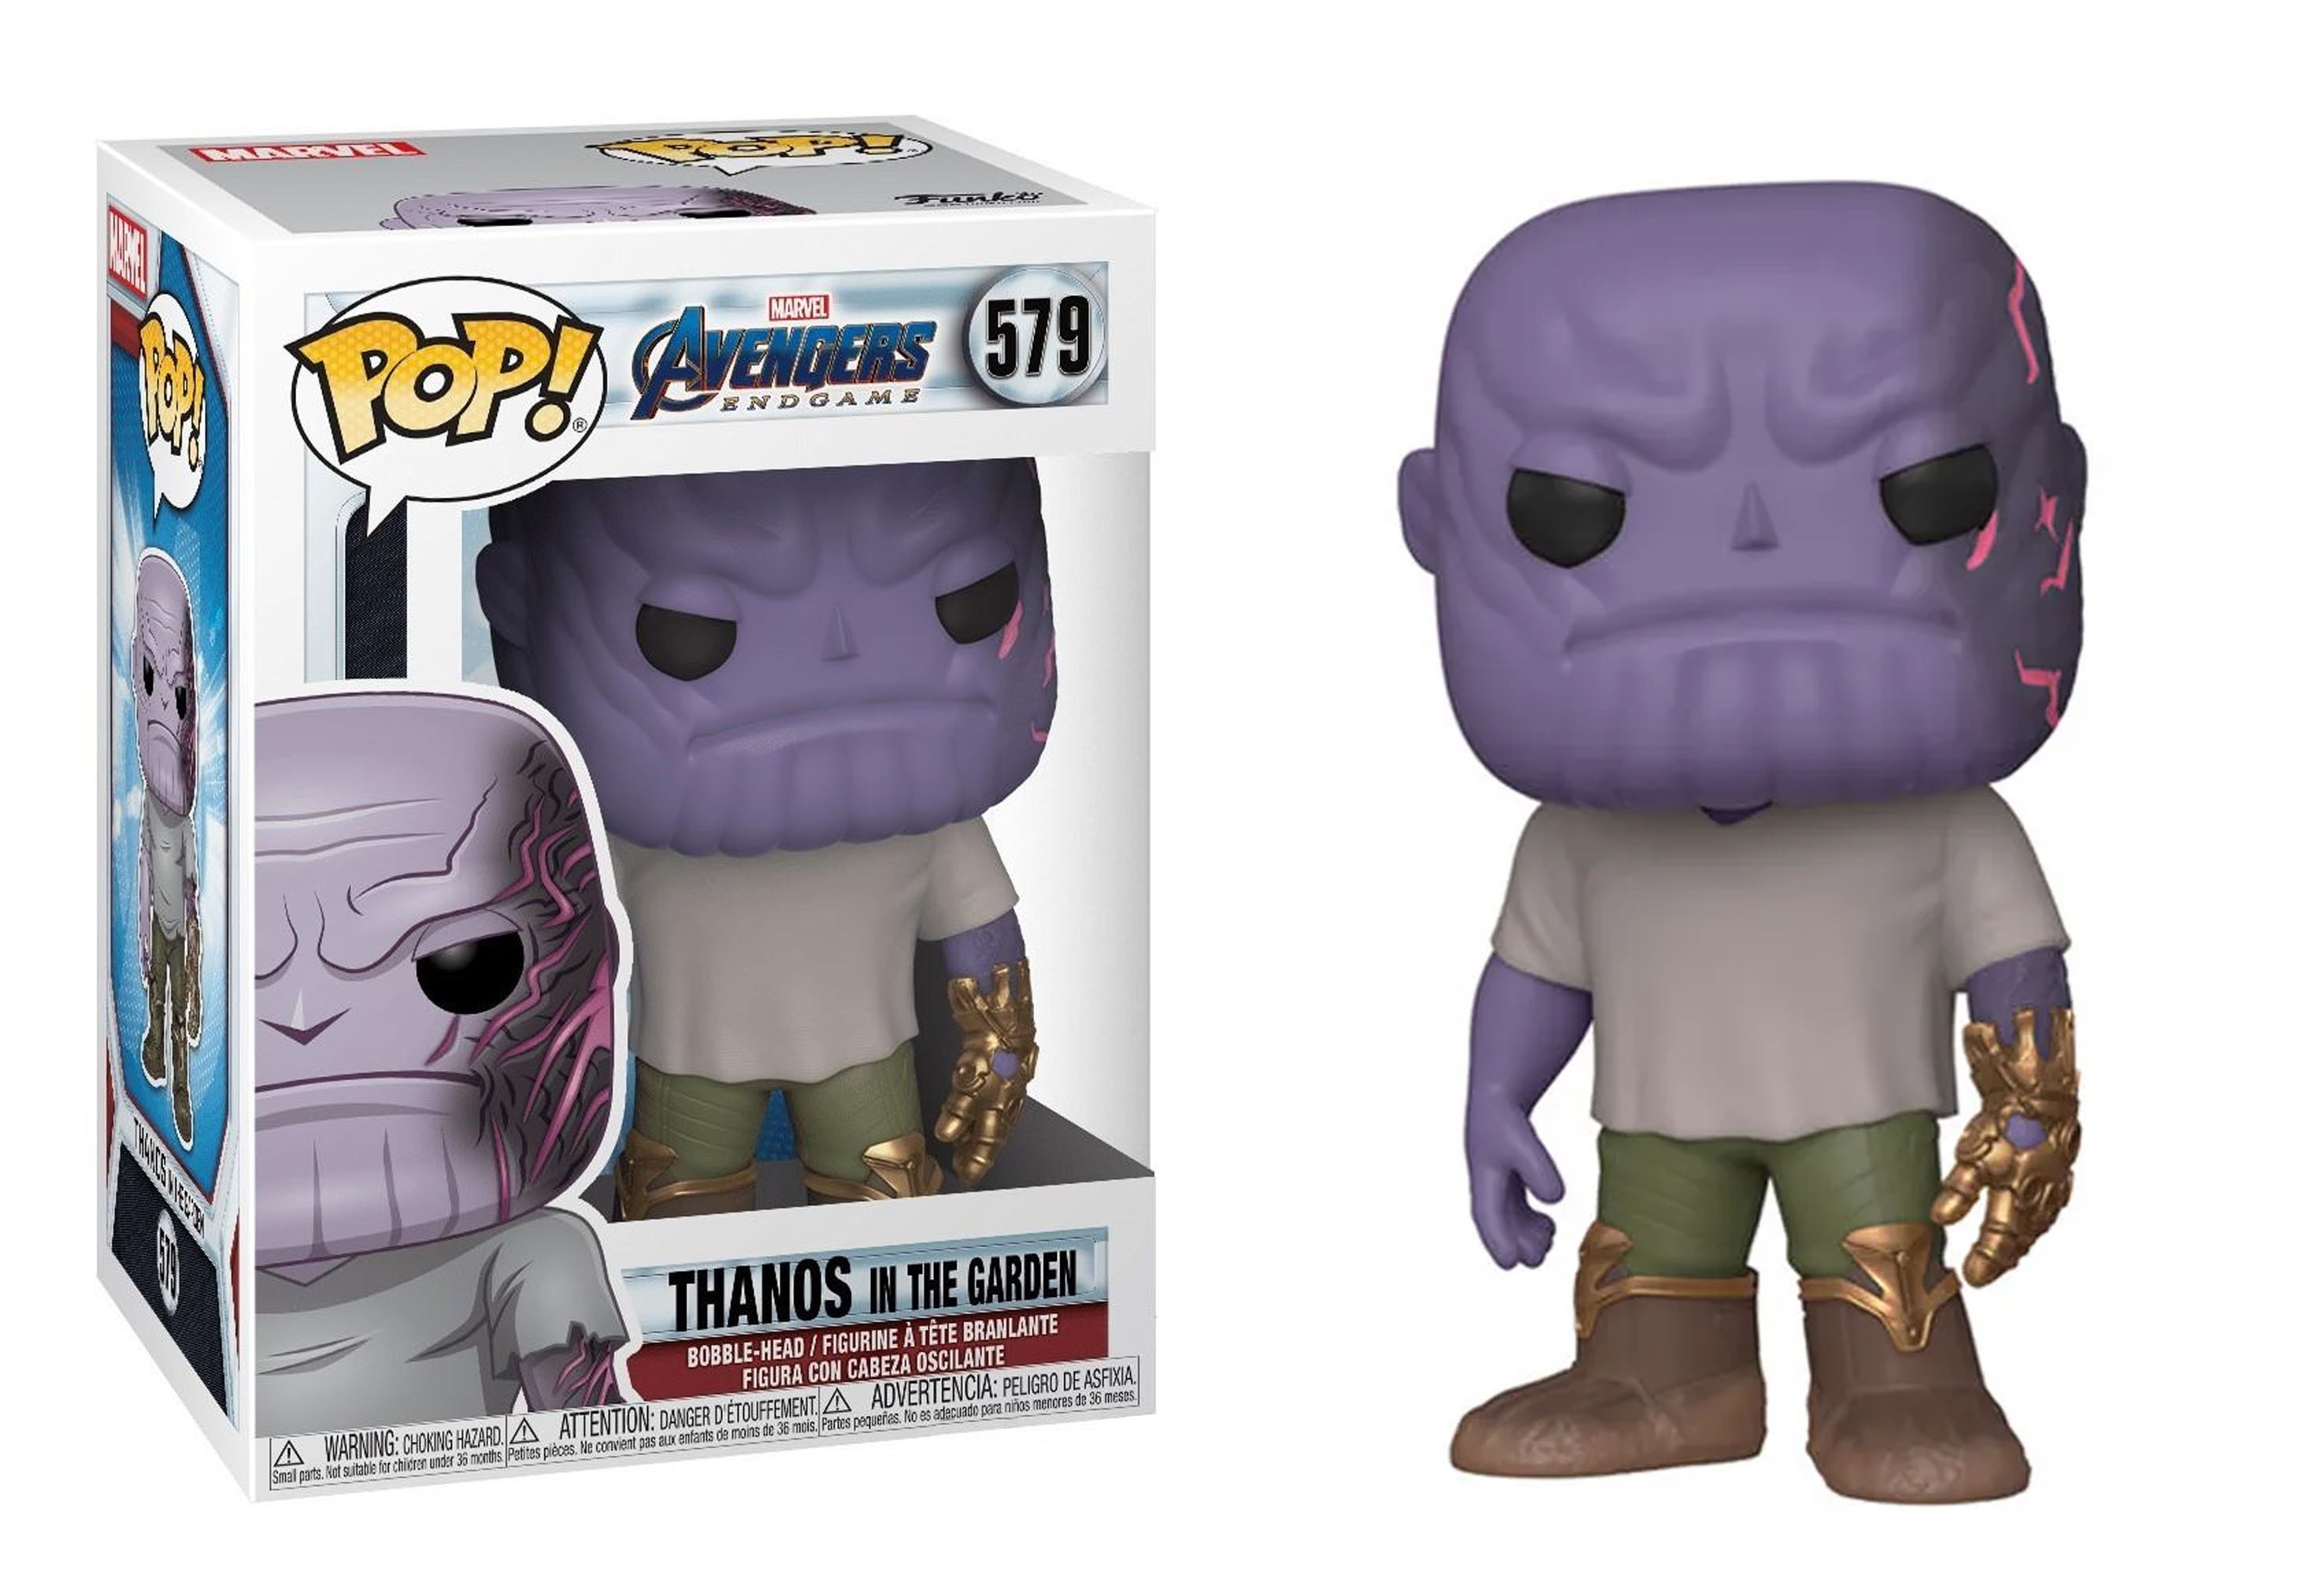 MARVEL
POP!
Funko
MARVEL
POP!
579
POP!®
MARVEL
AVENGERS
ENDGAME
579
THANOS IN THE GARDEN
BOBBLE-HEAD / FIGURINE À TÊTE BRANLANTE
FIGURA CON CABEZA OSCILANTE
WARNING: CHOKING HAZARD.
Small parts. Not suitable for children under 36 months.
ATTENTION: DANGER D'ÉTOUFFEMENT.
Petites pièces. Ne convient pas aux enfants de moins de 36 mois.
ADVERTENCIA: PELIGRO DE ASFIXIA.
Partes pequeñas. No es adecuado para niños menores de 36 meses.